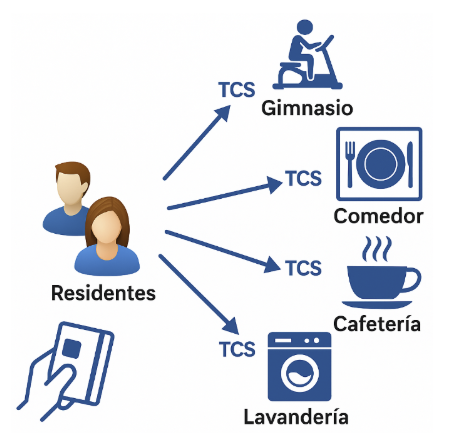 TCS
Gimnasio
TCS
Comedor
Residentes
TCS
Cafetería
TCS
Lavandería